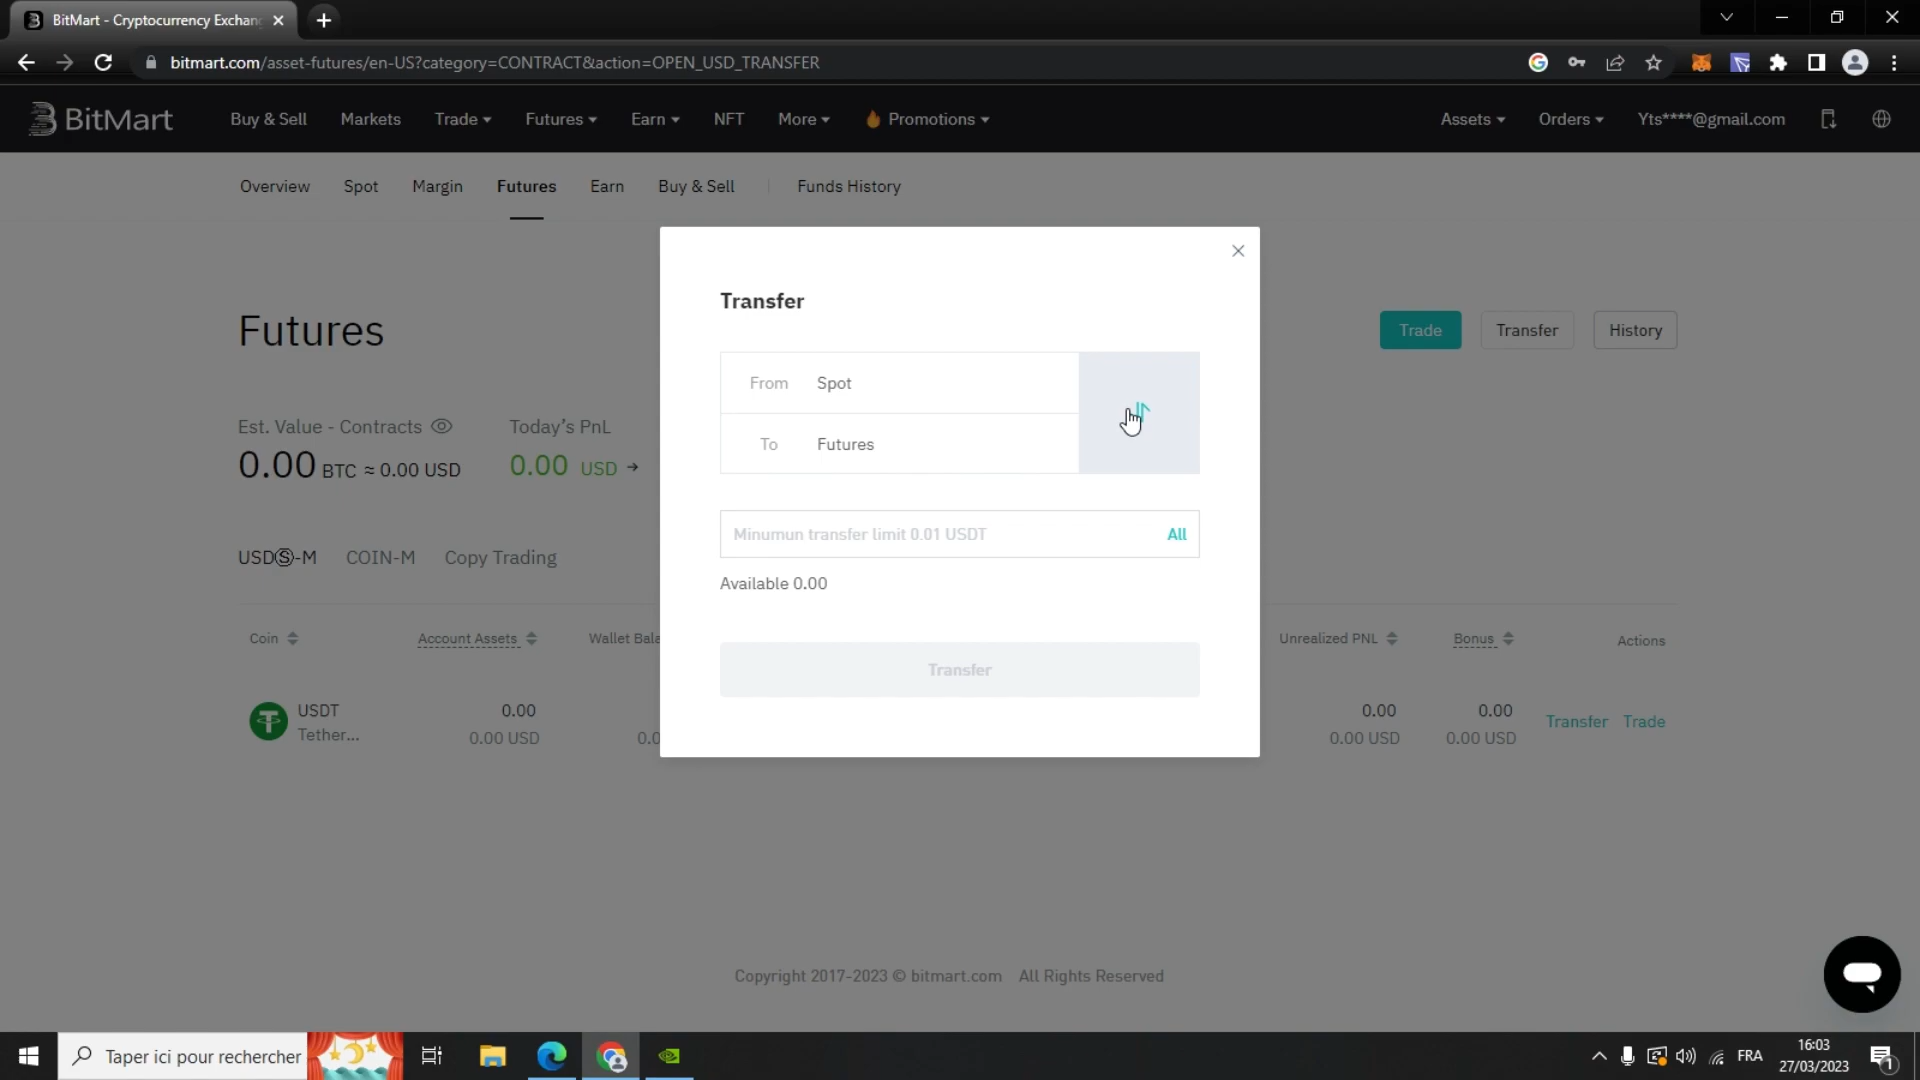 BitMart - Cryptocurrency Exchan
bitmart.com/asset-futures/en-US?category=CONTRACT&action=OPEN_USD_TRANSFER
BitMart Buy & Sell Markets Trade Futures Earn NFT More Promotions Assets Orders Yts****@gmail.com
Overview Spot Margin Futures Earn Buy & Sell Funds History
Transfer
Futures Trade Transfer History
From Spot
To Futures
Est. Value - Contracts Today's PnL
0.00 BTC ≈ 0.00 USD 0.00 USD
Minumun transfer limit 0.01 USDT All
USDⓈ-M COIN-M Copy Trading
Available 0.00
Coin Account Assets Wallet Bala Unrealized PNL Bonus Actions
Transfer
USDT 0.00 0.00 0.00 Transfer Trade
Tether... 0.00 USD 0.0 0.00 USD 0.00 USD
Copyright 2017-2023 © bitmart.com All Rights Reserved
Taper ici pour rechercher FRA 16:03
27/03/2023 1